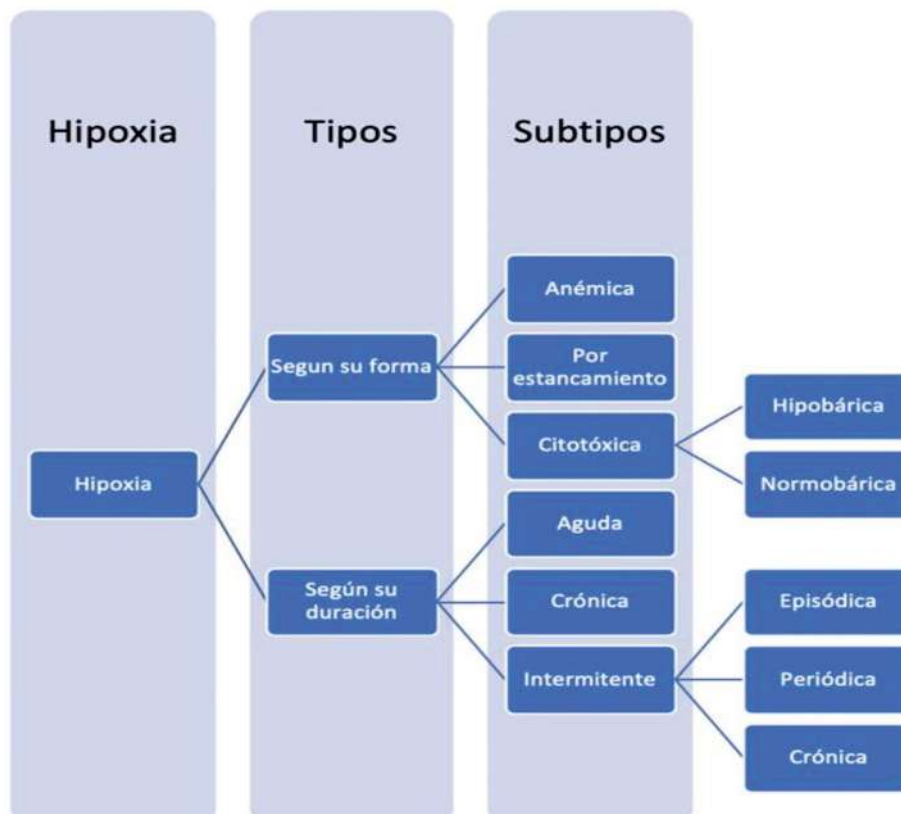 Hipoxia
Tipos
Subtipos
Hipoxia
Segun su forma
Anémica
Por
estancamiento
Citotóxica
Hipobárica
Normobárica
Según su
duración
Aguda
Crónica
Intermitente
Episódica
Periódica
Crónica